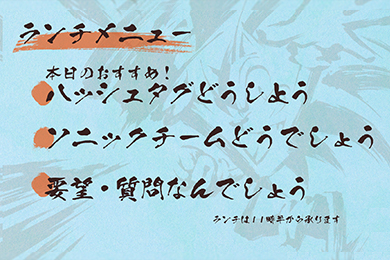 ランチメニュー
本日のおすすめ!
ハッシュタグどうしよう
ソニックチームどうでしょう
要望・質問なんでしょう
ランチは11時半から承ります